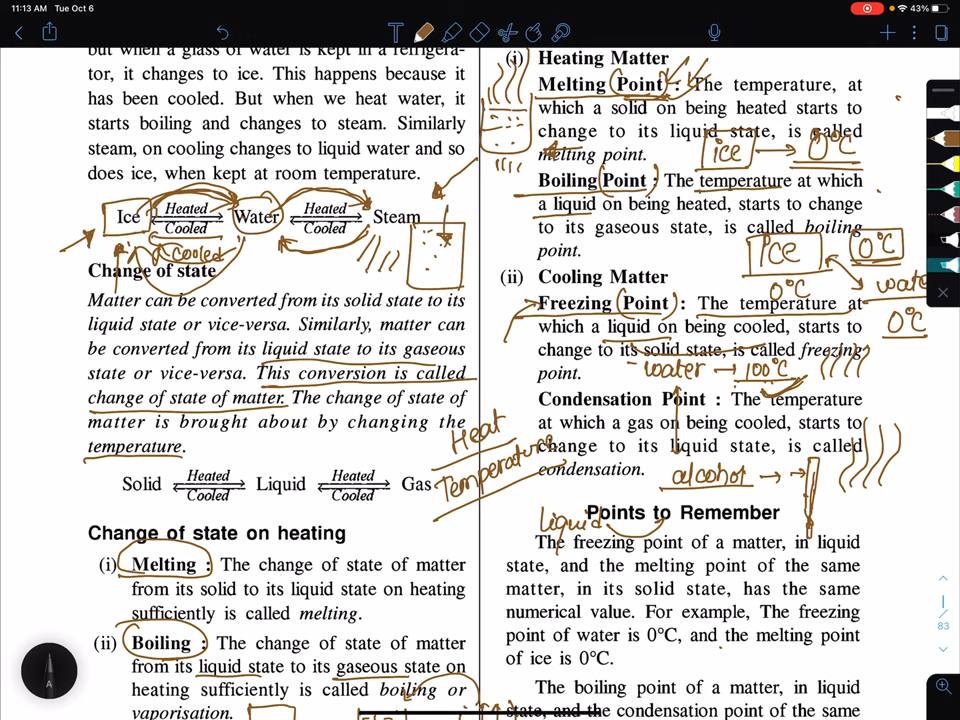 11:13 AM Tue Oct 6
43%
but when a glass of water is kept in a refrigera-
tor, it changes to ice. This happens because it
has been cooled. But when we heat water, it
starts boiling and changes to steam. Similarly
steam, on cooling changes to liquid water and so
does ice, when kept at room temperature.
Ice Heated Cooled Water Heated Cooled Steam
cooled
Change of state
Matter can be converted from its solid state to its
liquid state or vice-versa. Similarly, matter can
be converted from its liquid state to its gaseous
state or vice-versa. This conversion is called
change of state of matter. The change of state of
matter is brought about by changing the
temperature.
Heat
Temperature
Solid Heated Cooled Liquid Heated Cooled Gas
Change of state on heating
(i) Melting : The change of state of matter
from its solid to its liquid state on heating
sufficiently is called melting.
(ii) Boiling : The change of state of matter
from its liquid state to its gaseous state on
heating sufficiently is called boiling or
vaporisation.
(i) Heating Matter
Melting Point : The temperature, at
which a solid on being heated starts to
change to its liquid state, is called
melting point.
ice → 0°C
Boiling Point : The temperature at which
a liquid on being heated, starts to change
to its gaseous state, is called boiling
point.
ice 0°C
0°C
water
0°C
(ii) Cooling Matter
Freezing Point : The temperature at
which a liquid on being cooled, starts to
change to its solid state, is called freezing
point.
- water → 100°C
Condensation Point : The temperature
at which a gas on being cooled, starts to
change to its liquid state, is called
condensation.
alcohol →
Points to Remember
Liquid
The freezing point of a matter, in liquid
state, and the melting point of the same
matter, in its solid state, has the same
numerical value. For example, The freezing
point of water is 0°C, and the melting point
of ice is 0°C.
The boiling point of a matter, in liquid
state, and the condensation point of the same
1
83
A